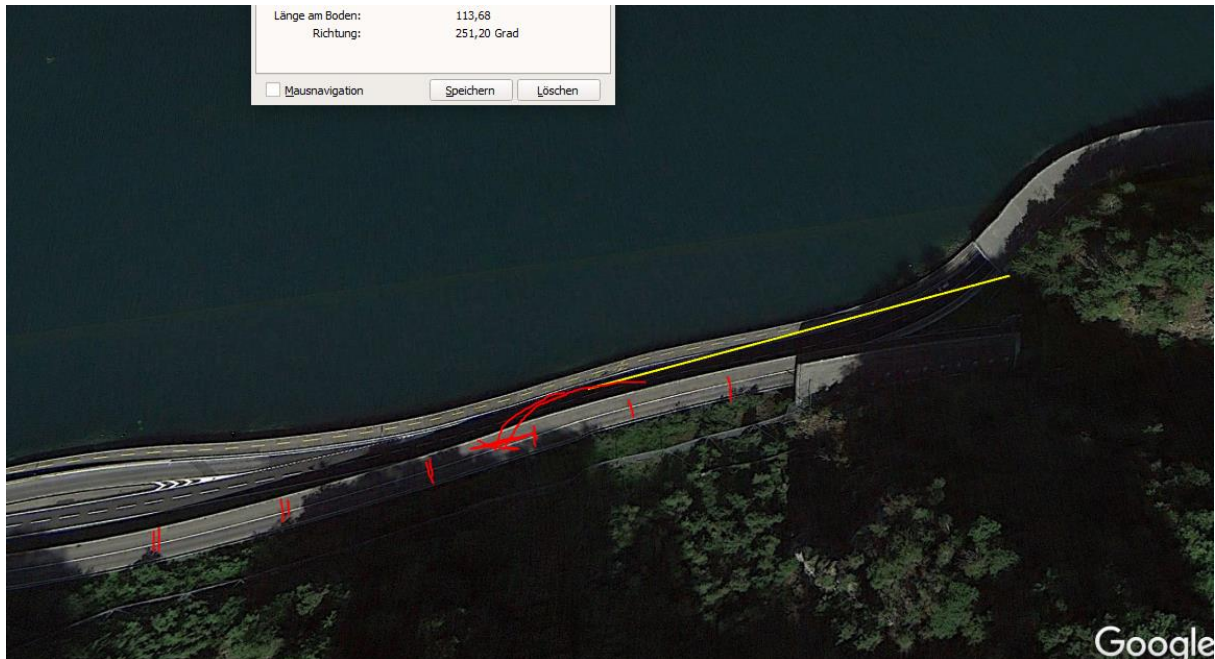 Länge am Boden: 113,68
Richtung: 251,20 Grad
Mausnavigation Speichern Löschen
Google